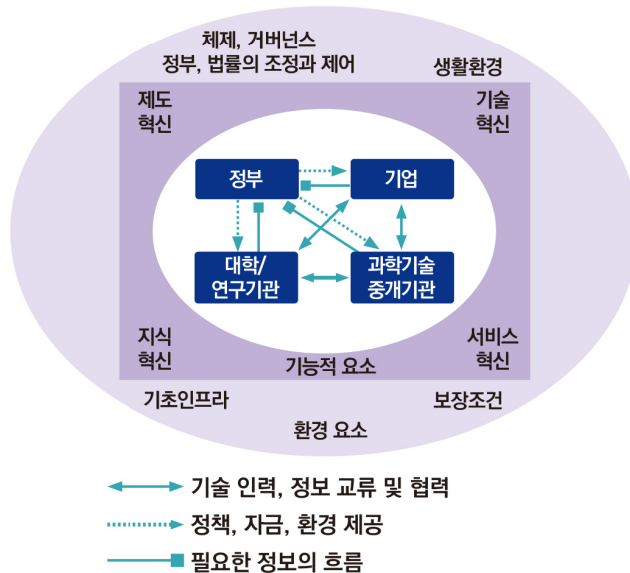 체제, 거버넌스
정부, 법률의 조정과 제어
생활환경
제도
혁신
기술
혁신
정부
기업
대학/
연구기관
과학기술
중개기관
지식
혁신
서비스
혁신
기능적 요소
기초인프라
보장조건
환경 요소
기술 인력, 정보 교류 및 협력
정책, 자금, 환경 제공
필요한 정보의 흐름